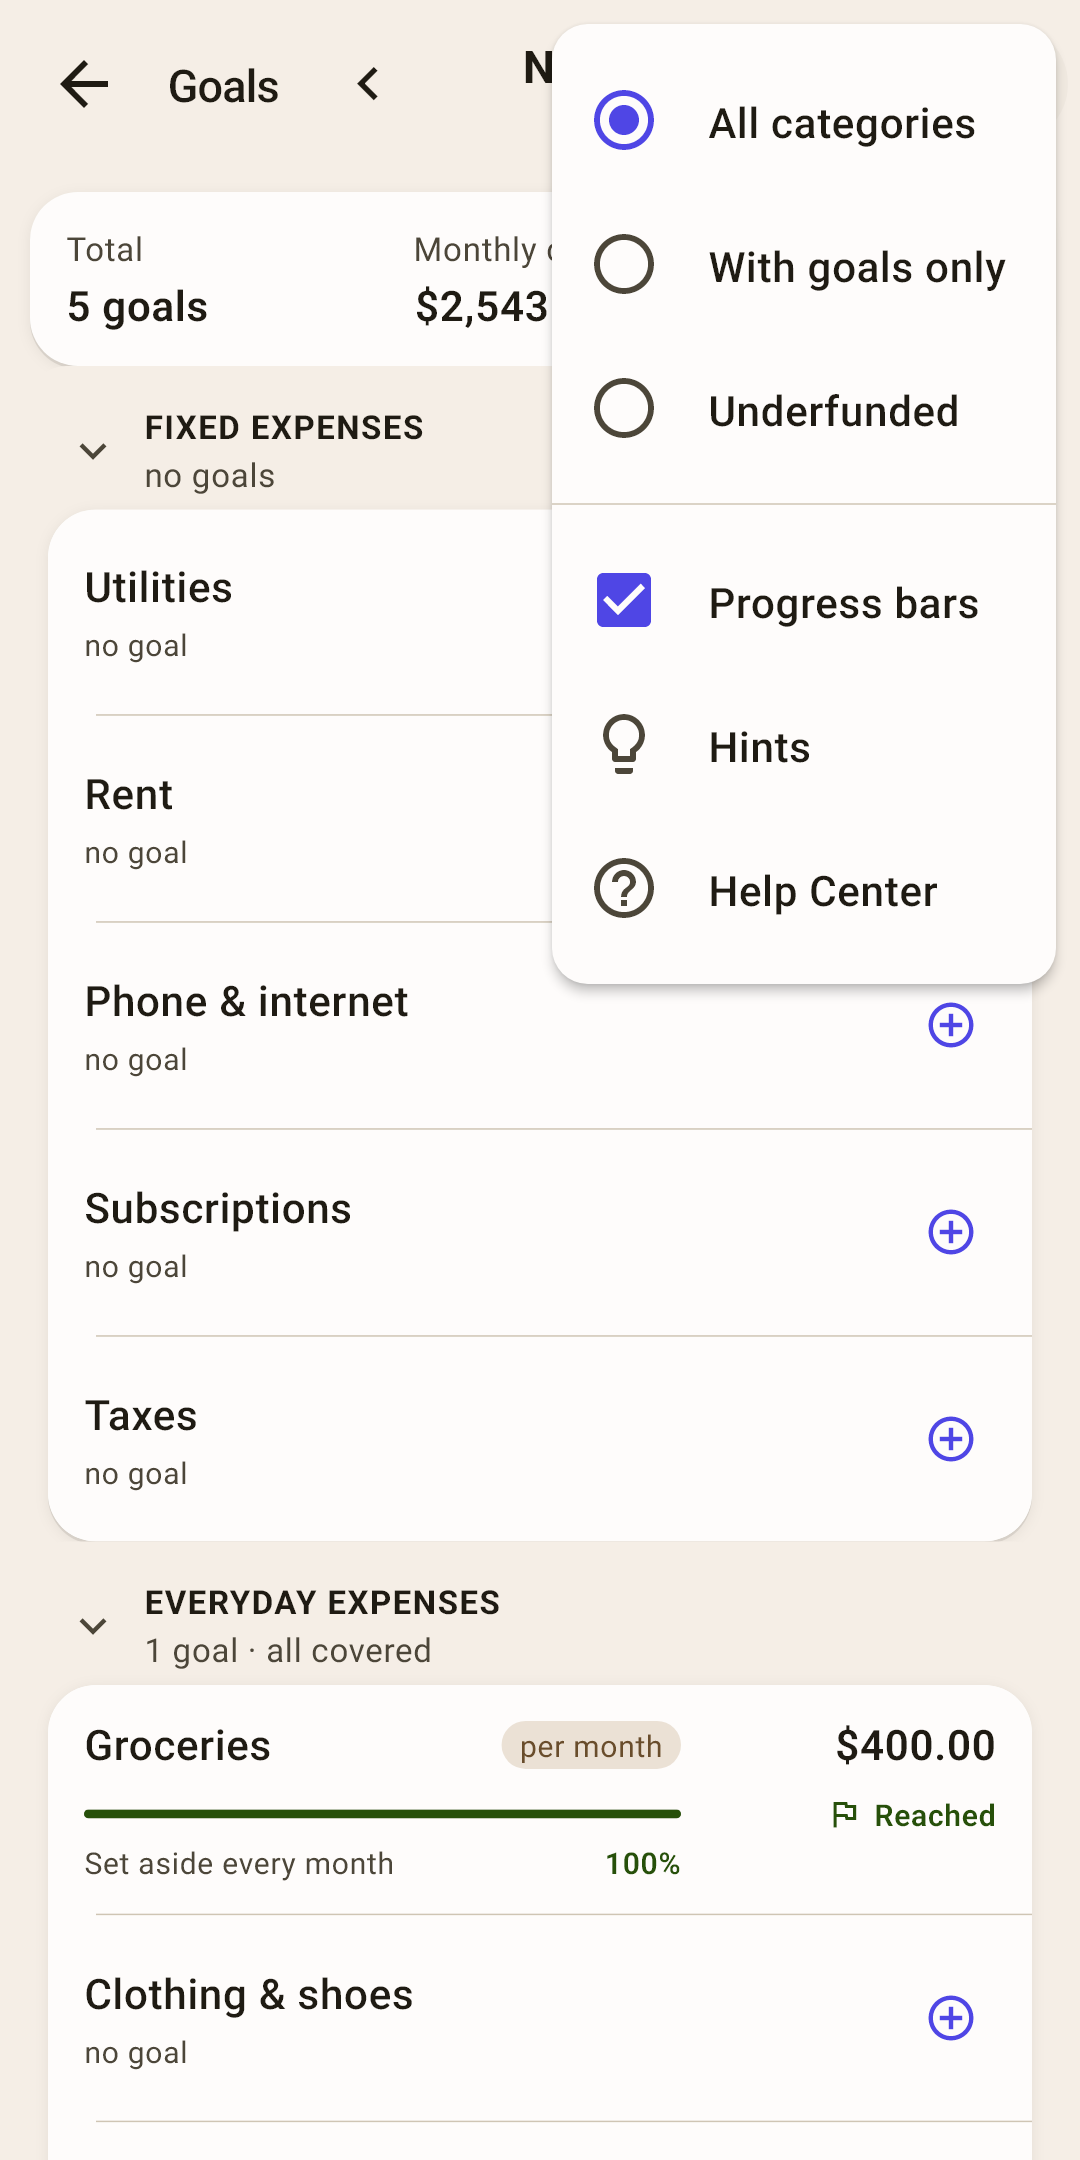 Goals
All categories
With goals only
Underfunded
Progress bars
Hints
Help Center
Total
5 goals
Monthly
$2,543
FIXED EXPENSES
no goals
Utilities
no goal
Rent
no goal
Phone & internet
no goal
Subscriptions
no goal
Taxes
no goal
EVERYDAY EXPENSES
1 goal · all covered
Groceries
per month
$400.00
Reached
Set aside every month
100%
Clothing & shoes
no goal